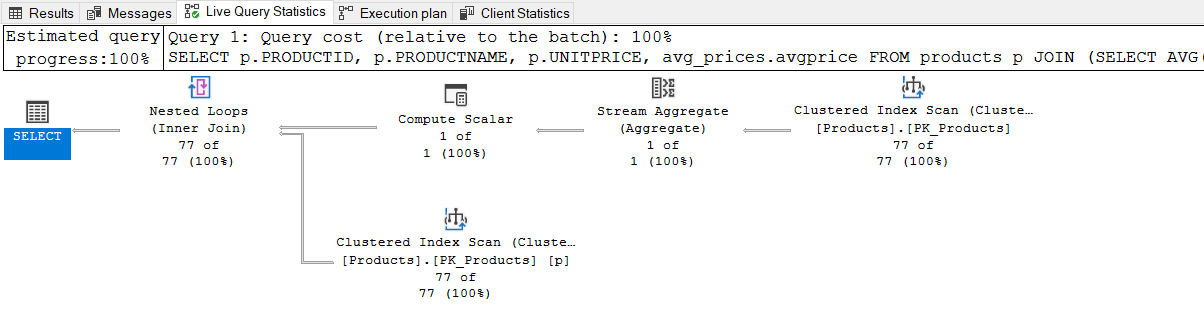 Results Messages Live Query Statistics Execution plan Client Statistics
Estimated query progress:100%
Query 1: Query cost (relative to the batch): 100%
SELECT p.PRODUCTID, p.PRODUCTNAME, p.UNITPRICE, avg_prices.avgprice FROM products p JOIN (SELECT AVG(
SELECT
Nested Loops
(Inner Join)
77 of
77 (100%)
Compute Scalar
1 of
1 (100%)
Stream Aggregate
(Aggregate)
1 of
1 (100%)
Clustered Index Scan (Cluste…
[Products].[PK_Products]
77 of
77 (100%)
Clustered Index Scan (Cluste…
[Products].[PK_Products] [p]
77 of
77 (100%)